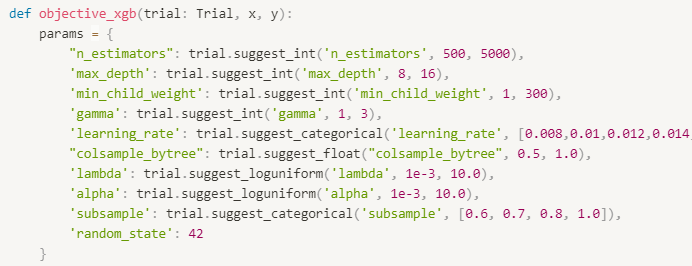 def objective_xgb(trial: Trial, x, y):
    params = {
        "n_estimators": trial.suggest_int('n_estimators', 500, 5000),
        'max_depth': trial.suggest_int('max_depth', 8, 16),
        'min_child_weight': trial.suggest_int('min_child_weight', 1, 300),
        'gamma': trial.suggest_int('gamma', 1, 3),
        'learning_rate': trial.suggest_categorical('learning_rate', [0.008,0.01,0.012,0.014,
        "colsample_bytree": trial.suggest_float("colsample_bytree", 0.5, 1.0),
        'lambda': trial.suggest_loguniform('lambda', 1e-3, 10.0),
        'alpha': trial.suggest_loguniform('alpha', 1e-3, 10.0),
        'subsample': trial.suggest_categorical('subsample', [0.6, 0.7, 0.8, 1.0]),
        'random_state': 42
    }